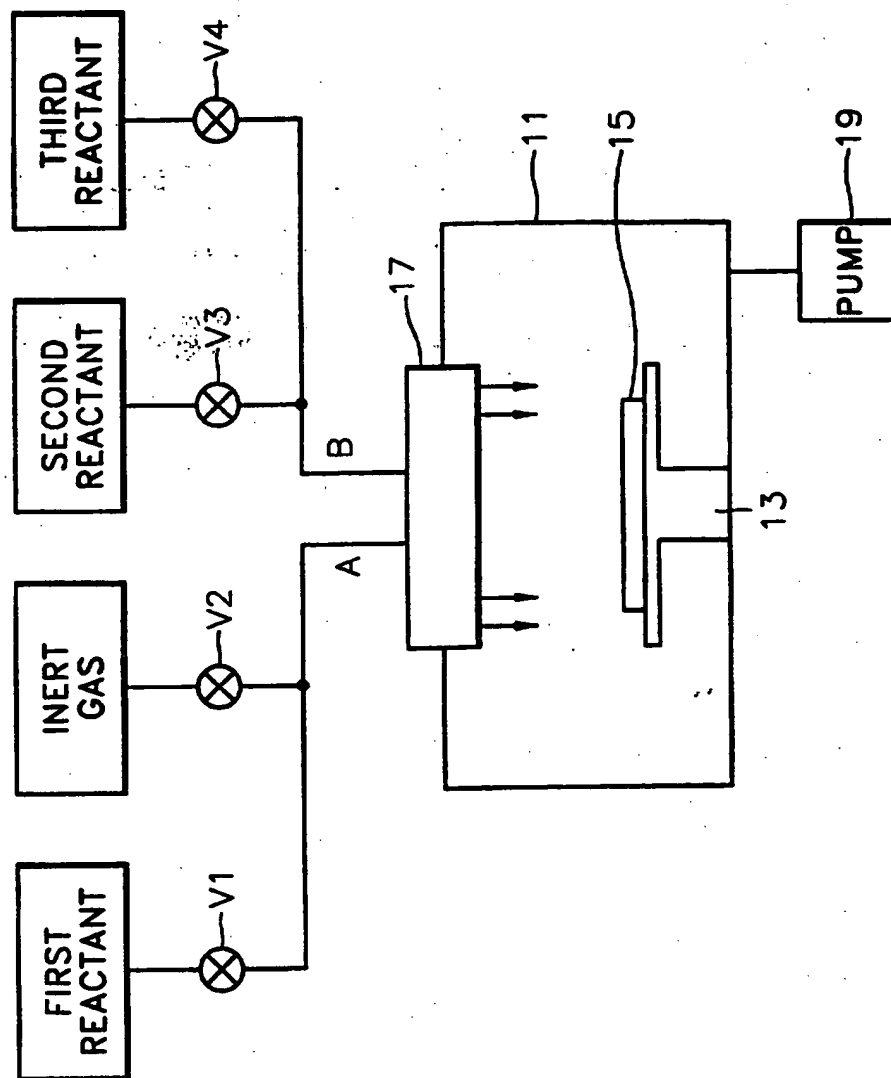 FIRST
REACTANT
INERT
GAS
SECOND
REACTANT
THIRD
REACTANT
V1
V2
V3
V4
A
B
17
11
15
13
PUMP
19